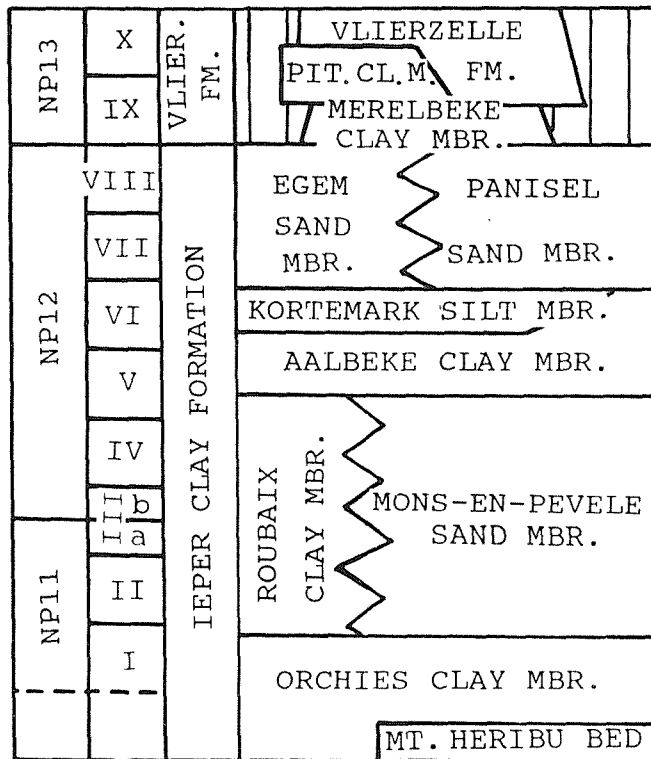 NP13
X
IX
VLIER.
FM.
VLIERZELLE
PIT.CL.M. FM.
MERELBEKE
CLAY MBR.
NP12
VIII
VII
VI
V
IV
III
b
a
NP11
II
I
IEPER CLAY FORMATION
EGEM
SAND
MBR.
PANISEL
SAND MBR.
KORTEMARK SILT MBR.
AALBEKE CLAY MBR.
ROUBAIX
CLAY MBR.
MONS-EN-PEVELE
SAND MBR.
ORCHIES CLAY MBR.
MT. HERIBU BED